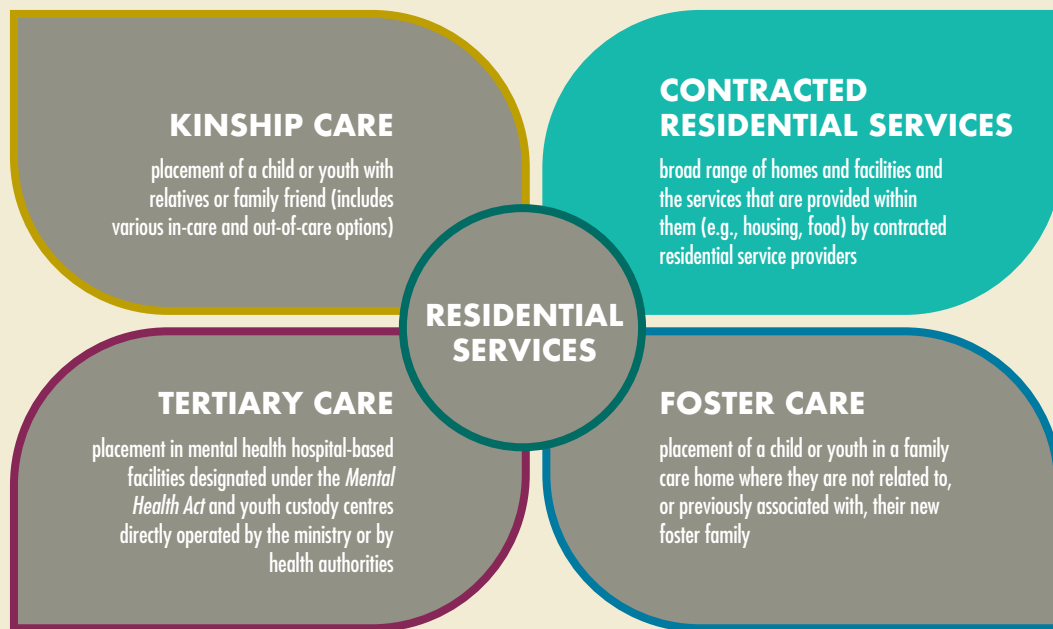 KINSHIP CARE
placement of a child or youth with
relatives or family friend (includes
various in-care and out-of-care options)
CONTRACTED
RESIDENTIAL SERVICES
broad range of homes and facilities and
the services that are provided within
them (e.g., housing, food) by contracted
residential service providers
RESIDENTIAL
SERVICES
TERTIARY CARE
placement in mental health hospital-based
facilities designated under the Mental
Health Act and youth custody centres
directly operated by the ministry or by
health authorities
FOSTER CARE
placement of a child or youth in a family
care home where they are not related to,
or previously associated with, their new
foster family